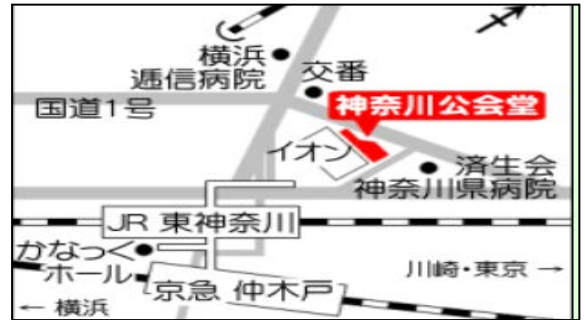 横浜
逓信病院
交番
国道1号
神奈川公会堂
イオン
済生会
神奈川県病院
JR 東神奈川
かなっく
ホール
川崎・東京 →
京急 仲木戸
← 横浜